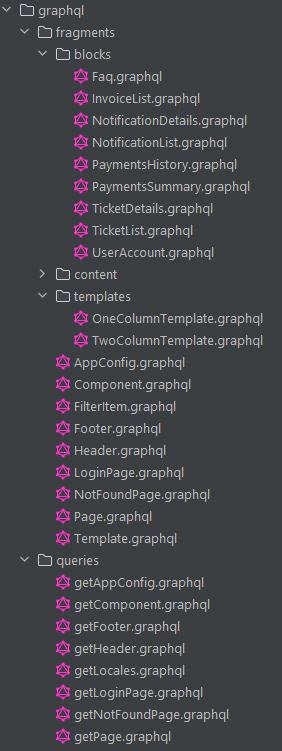 graphql
fragments
blocks
Faq.graphql
InvoiceList.graphql
NotificationDetails.graphql
NotificationList.graphql
PaymentsHistory.graphql
PaymentsSummary.graphql
TicketDetails.graphql
TicketList.graphql
UserAccount.graphql
content
templates
OneColumnTemplate.graphql
TwoColumnTemplate.graphql
AppConfig.graphql
Component.graphql
FilterItem.graphql
Footer.graphql
Header.graphql
LoginPage.graphql
NotFoundPage.graphql
Page.graphql
Template.graphql
queries
getAppConfig.graphql
getComponent.graphql
getFooter.graphql
getHeader.graphql
getLocales.graphql
getLoginPage.graphql
getNotFoundPage.graphql
getPage.graphql